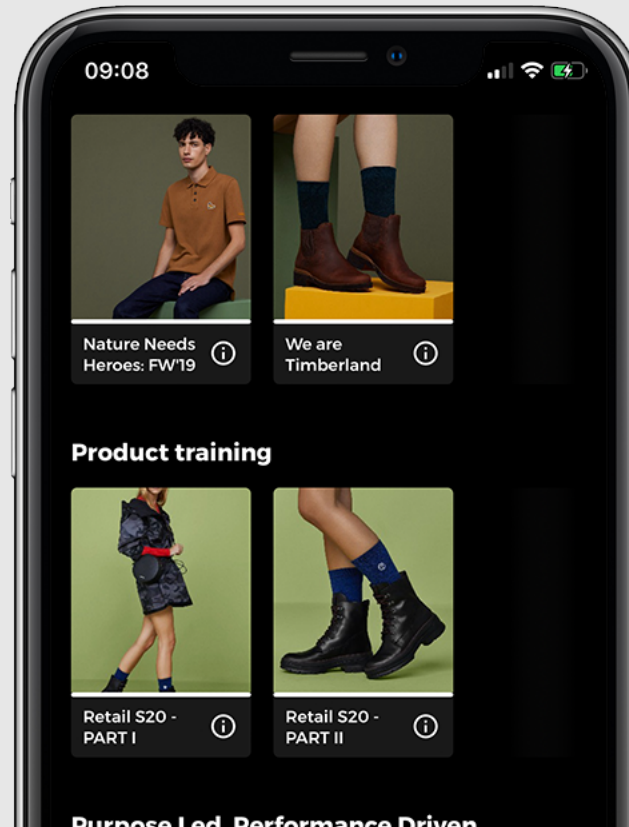 09:08
Nature Needs
Heroes: FW'19
We are
Timberland
Product training
Retail S20 -
PART I
Retail S20 -
PART II
Purpose Led, Performance Driven